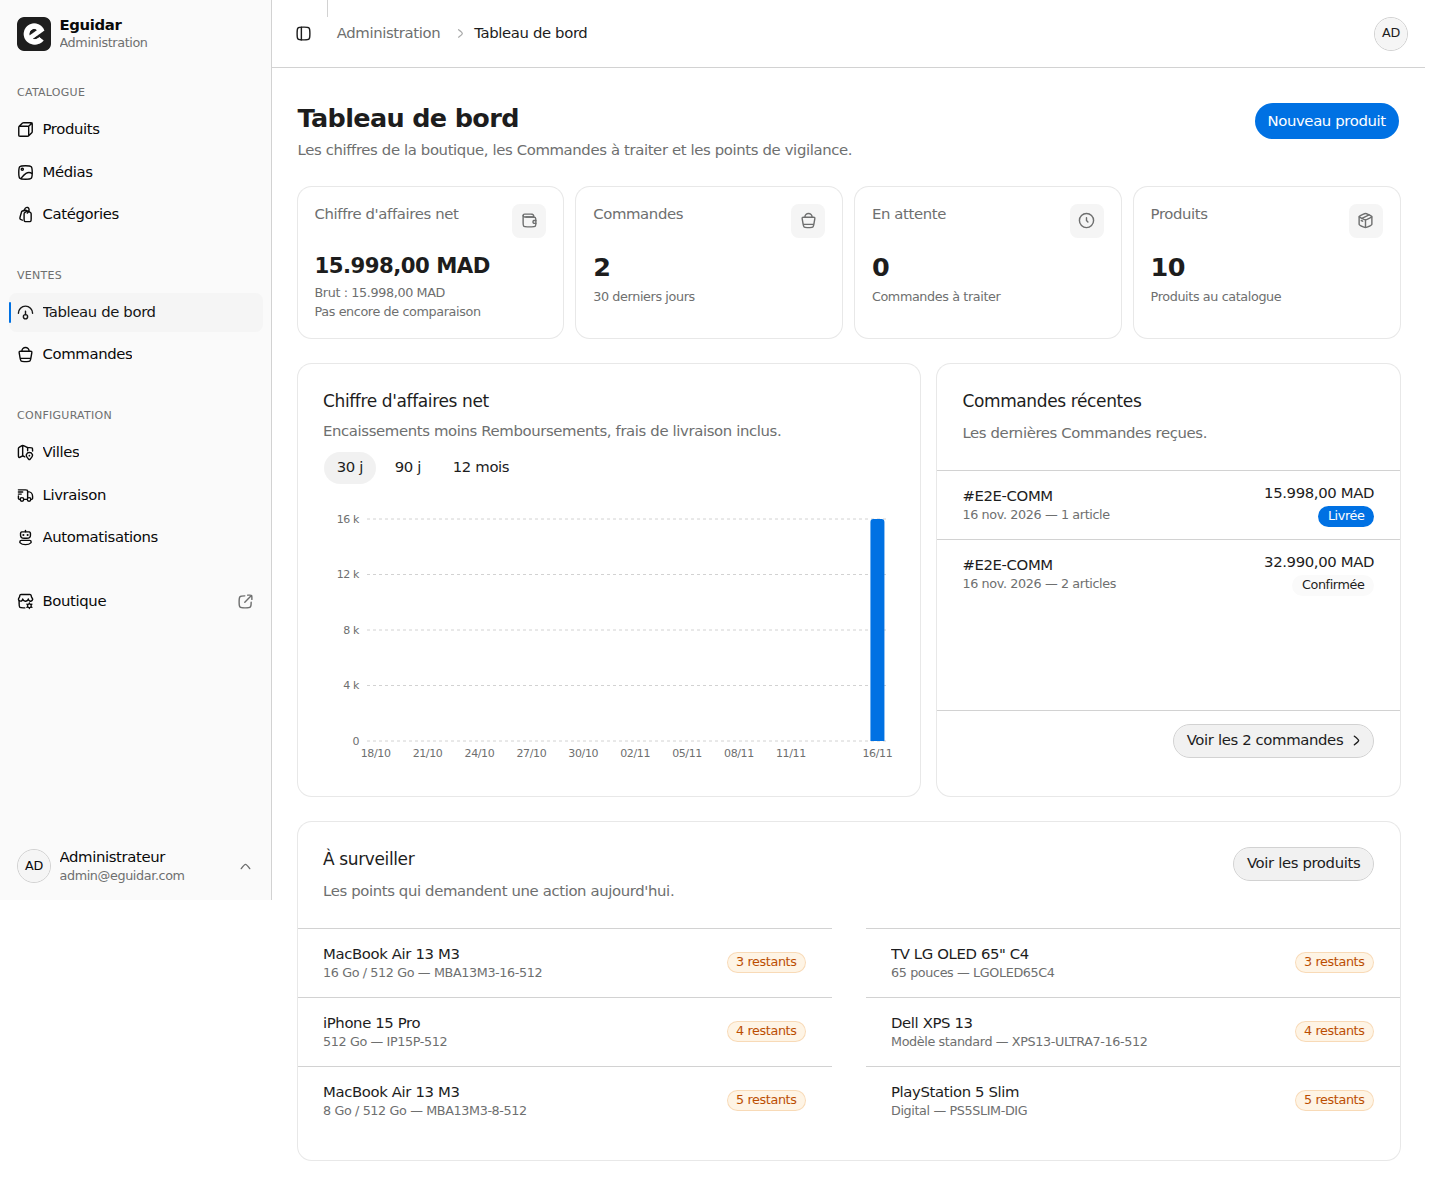 Eguidar
Administration
CATALOGUE
Produits
Médias
Catégories
VENTES
Tableau de bord
Commandes
CONFIGURATION
Villes
Livraison
Automatisations
Boutique
AD
Administrateur
admin@eguidar.com
Administration
Tableau de bord
AD
Tableau de bord
Les chiffres de la boutique, les Commandes à traiter et les points de vigilance.
Nouveau produit
Chiffre d'affaires net
15.998,00 MAD
Brut : 15.998,00 MAD
Pas encore de comparaison
Commandes
2
30 derniers jours
En attente
0
Commandes à traiter
Produits
10
Produits au catalogue
Chiffre d'affaires net
Encaissements moins Remboursements, frais de livraison inclus.
30 j
90 j
12 mois
16 k
12 k
8 k
4 k
0
18/10 21/10 24/10 27/10 30/10 02/11 05/11 08/11 11/11 16/11
Commandes récentes
Les dernières Commandes reçues.
#E2E-COMM
16 nov. 2026 — 1 article
15.998,00 MAD
Livrée
#E2E-COMM
16 nov. 2026 — 2 articles
32.990,00 MAD
Confirmée
Voir les 2 commandes
À surveiller
Les points qui demandent une action aujourd'hui.
Voir les produits
MacBook Air 13 M3
16 Go / 512 Go — MBA13M3-16-512
3 restants
TV LG OLED 65" C4
65 pouces — LGOLED65C4
3 restants
iPhone 15 Pro
512 Go — IP15P-512
4 restants
Dell XPS 13
Modèle standard — XPS13-ULTRA7-16-512
4 restants
MacBook Air 13 M3
8 Go / 512 Go — MBA13M3-8-512
5 restants
PlayStation 5 Slim
Digital — PS5SLIM-DIG
5 restants